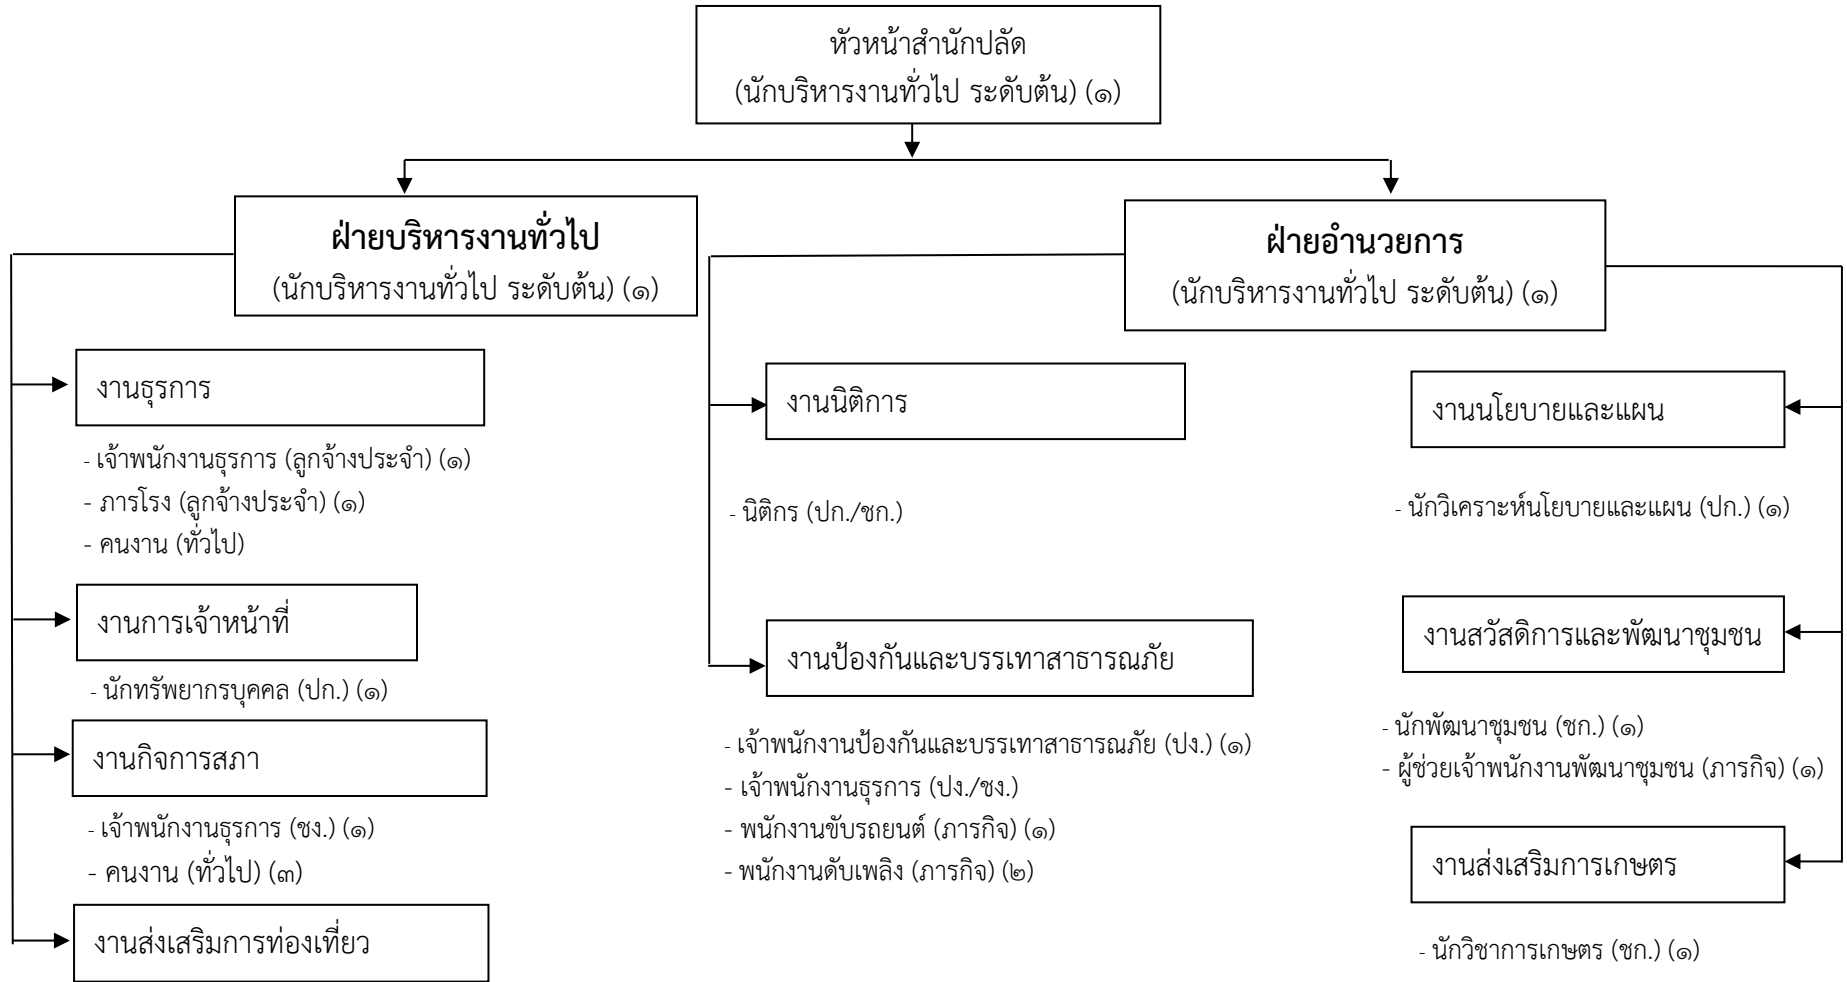 หัวหน้าสำนักปลัด
(นักบริหารงานทั่วไป ระดับต้น) (๑)
ฝ่ายบริหารงานทั่วไป
(นักบริหารงานทั่วไป ระดับต้น) (๑)
งานธุรการ
- เจ้าพนักงานธุรการ (ลูกจ้างประจำ) (๑)
- ภารโรง (ลูกจ้างประจำ) (๑)
- คนงาน (ทั่วไป)
งานการเจ้าหน้าที่
- นักทรัพยากรบุคคล (ปก.) (๑)
งานกิจการสภา
- เจ้าพนักงานธุรการ (ชง.) (๑)
- คนงาน (ทั่วไป) (๓)
งานส่งเสริมการท่องเที่ยว
ฝ่ายอำนวยการ
(นักบริหารงานทั่วไป ระดับต้น) (๑)
งานนิติการ
- นิติกร (ปก./ชก.)
งานป้องกันและบรรเทาสาธารณภัย
- เจ้าพนักงานป้องกันและบรรเทาสาธารณภัย (ปง.) (๑)
- เจ้าพนักงานธุรการ (ปง./ชง.)
- พนักงานขับรถยนต์ (ภารกิจ) (๑)
- พนักงานดับเพลิง (ภารกิจ) (๒)
งานนโยบายและแผน
- นักวิเคราะห์นโยบายและแผน (ปก.) (๑)
งานสวัสดิการและพัฒนาชุมชน
- นักพัฒนาชุมชน (ชก.) (๑)
- ผู้ช่วยเจ้าพนักงานพัฒนาชุมชน (ภารกิจ) (๑)
งานส่งเสริมการเกษตร
- นักวิชาการเกษตร (ชก.) (๑)